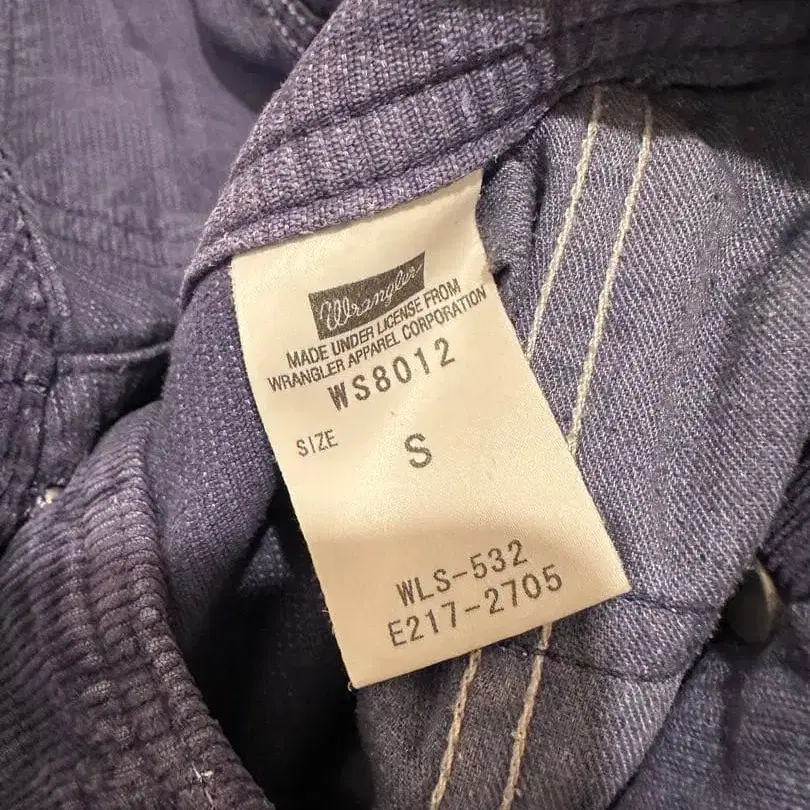 Wrangler
MADE UNDER LICENSE FROM
WRANGLER APPAREL CORPORATION
WS8012
SIZE S
WLS-532
E217-2705